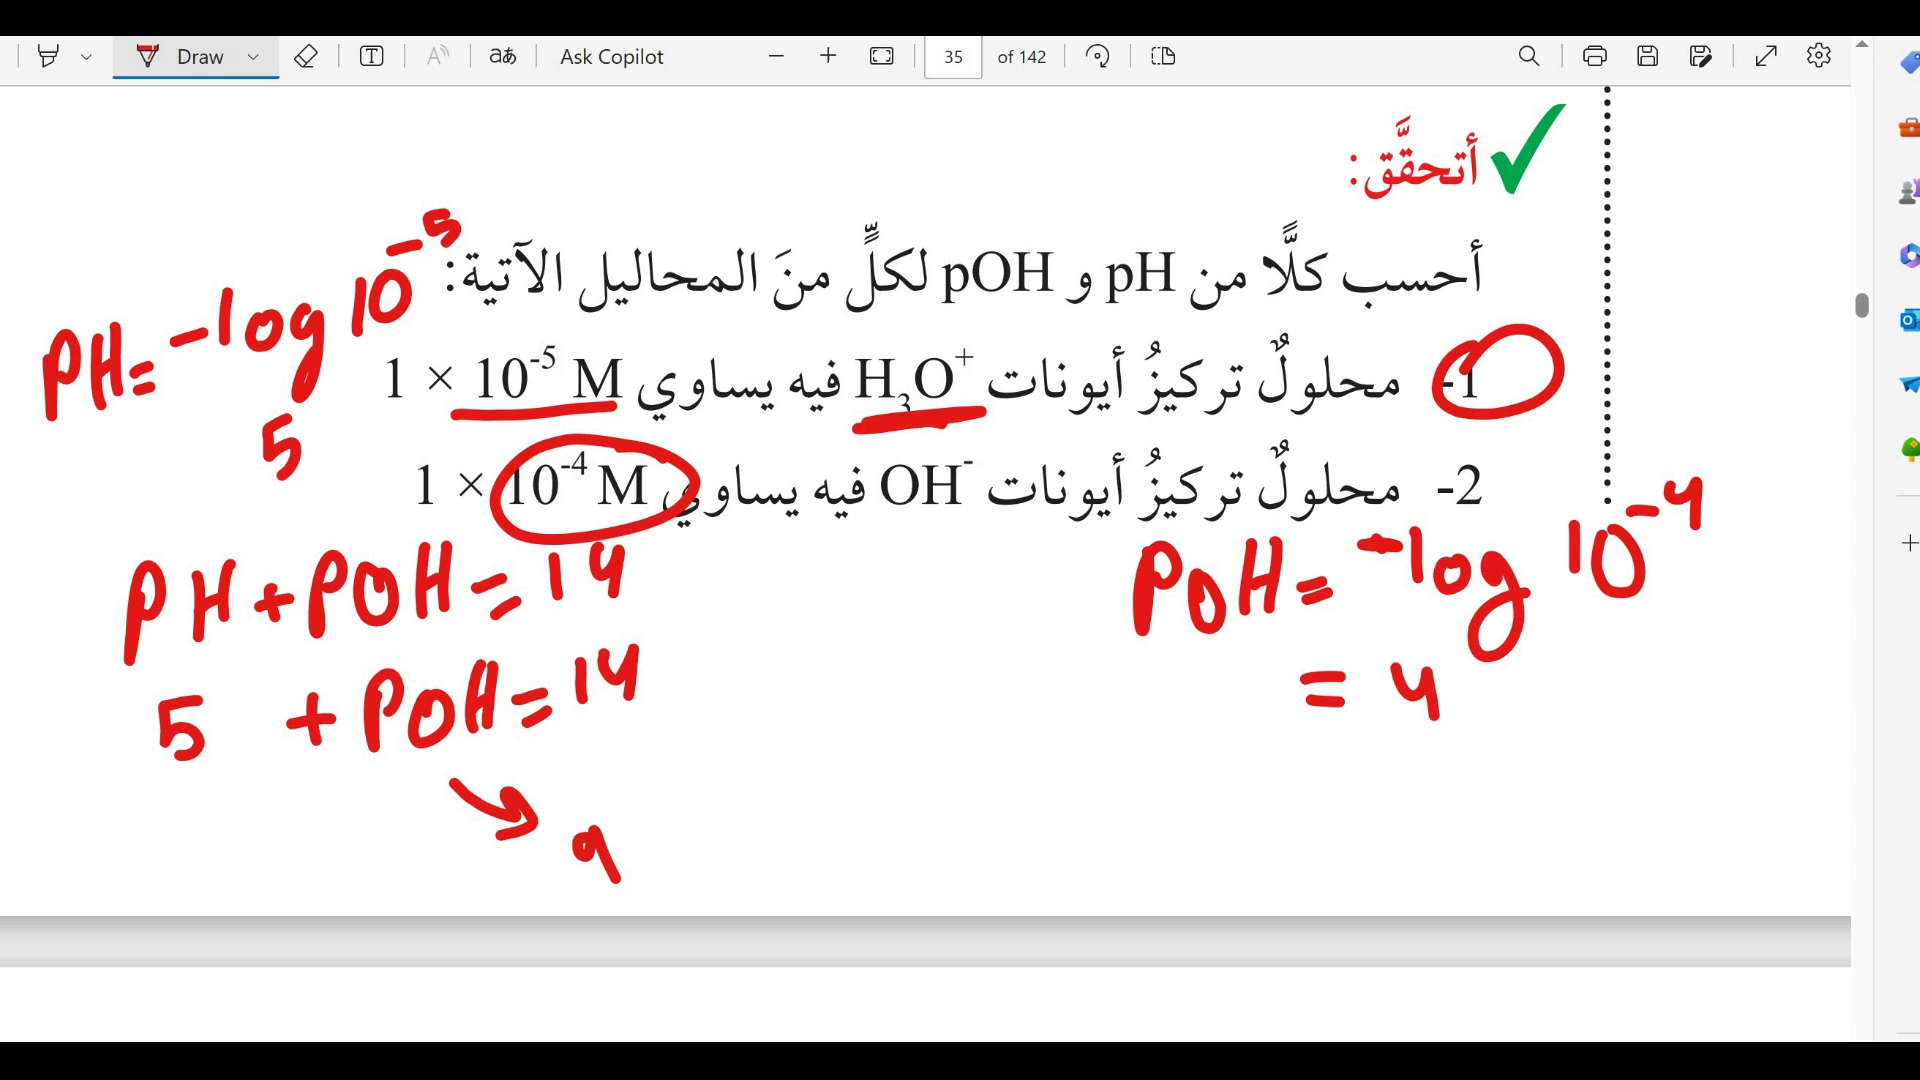 Draw
aあ
Ask Copilot
35 of 142
أتحقَّق:
أحسب كلًّا من pH و pOH لكلٍّ منَ المحاليل الآتية:
1- محلولٌ تركيزُ أيونات H₃O⁺ فيه يساوي 1 × 10⁻⁵ M
2- محلولٌ تركيزُ أيونات OH⁻ فيه يساوي 1 × 10⁻⁴ M
PH = -log 10⁻⁵
5
PH + POH = 14
5 + POH = 14
9
POH = -log 10⁻⁴
= 4